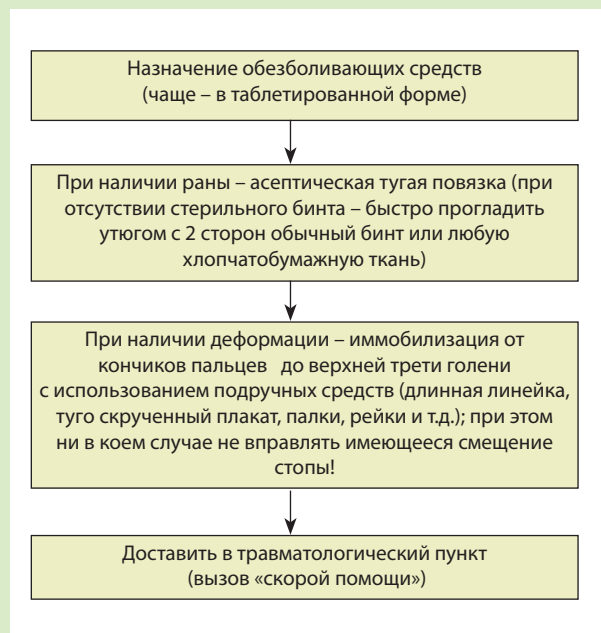 Назначение обезболивающих средств
(чаще – в таблетированной форме)
При наличии раны – асептическая тугая повязка (при
отсутствии стерильного бинта – быстро прогладить
утюгом с 2 сторон обычный бинт или любую
хлопчатобумажную ткань)
При наличии деформации – иммобилизация от
кончиков пальцев до верхней трети голени
с использованием подручных средств (длинная линейка,
туго скрученный плакат, палки, рейки и т.д.); при этом
ни в коем случае не вправлять имеющееся смещение
стопы!
Доставить в травматологический пункт
(вызов «скорой помощи»)